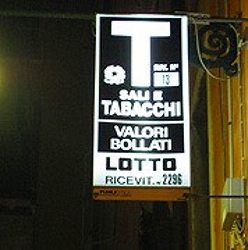 T
RIV. N°
13
SALI E
TABACCHI
VALORI
BOLLATI
LOTTO
RICEVIT. N. 2296